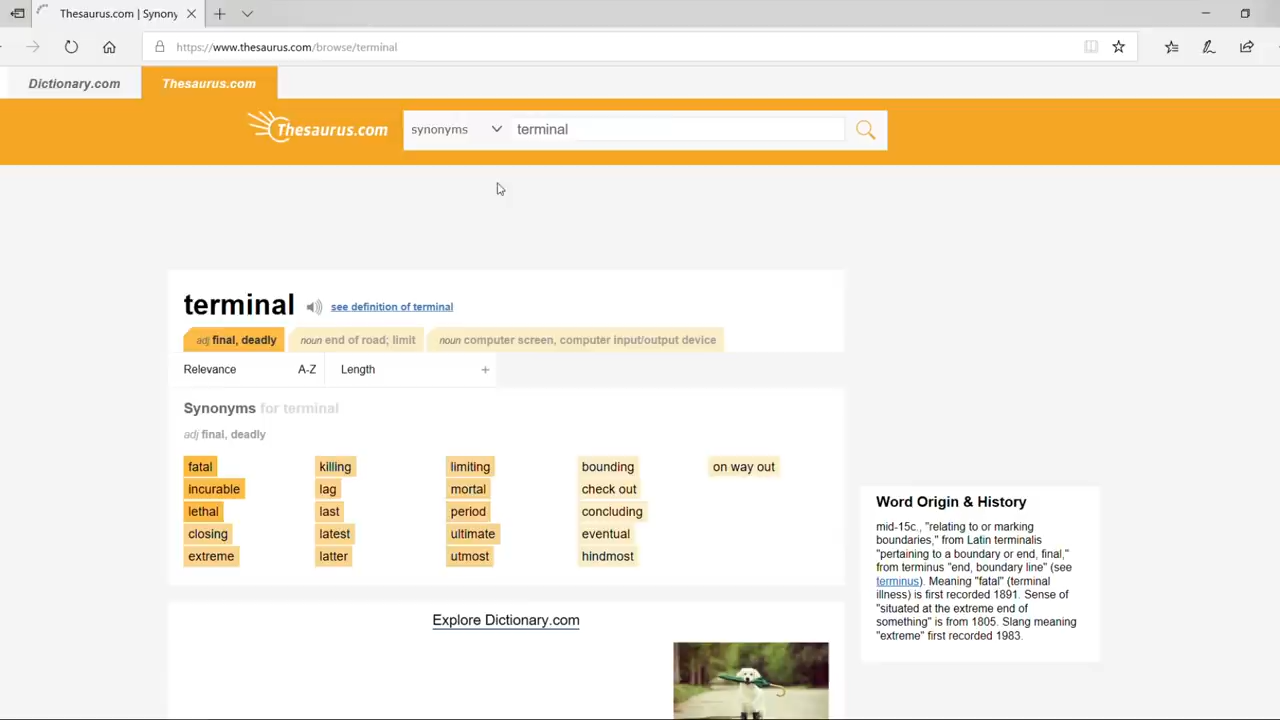 Thesaurus.com | Synony
https://www.thesaurus.com/browse/terminal
Dictionary.com
Thesaurus.com
Thesaurus.com
synonyms
terminal
terminal
see definition of terminal
adj final, deadly
noun end of road; limit
noun computer screen, computer input/output device
Relevance
A-Z
Length
+
Synonyms for terminal
adj final, deadly
fatal killing limiting bounding on way out
incurable lag mortal check out
lethal last period concluding
closing latest ultimate eventual
extreme latter utmost hindmost
Word Origin & History
mid-15c., "relating to or marking
boundaries," from Latin terminalis
"pertaining to a boundary or end, final,"
from terminus "end, boundary line" (see
terminus). Meaning "fatal" (terminal
illness) is first recorded 1891. Sense of
"situated at the extreme end of
something" is from 1805. Slang meaning
"extreme" first recorded 1983.
Explore Dictionary.com